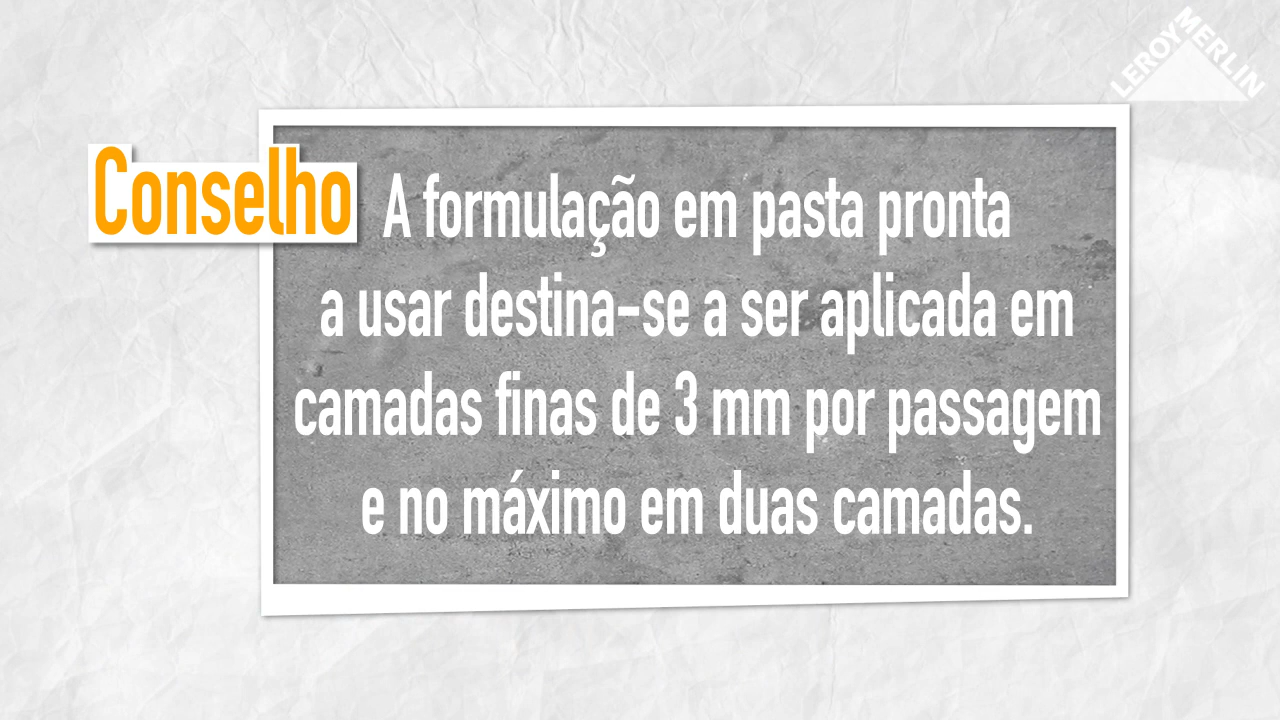 LEROY MERLIN
Conselho
A formulação em pasta pronta
a usar destina-se a ser aplicada em
camadas finas de 3 mm por passagem
e no máximo em duas camadas.